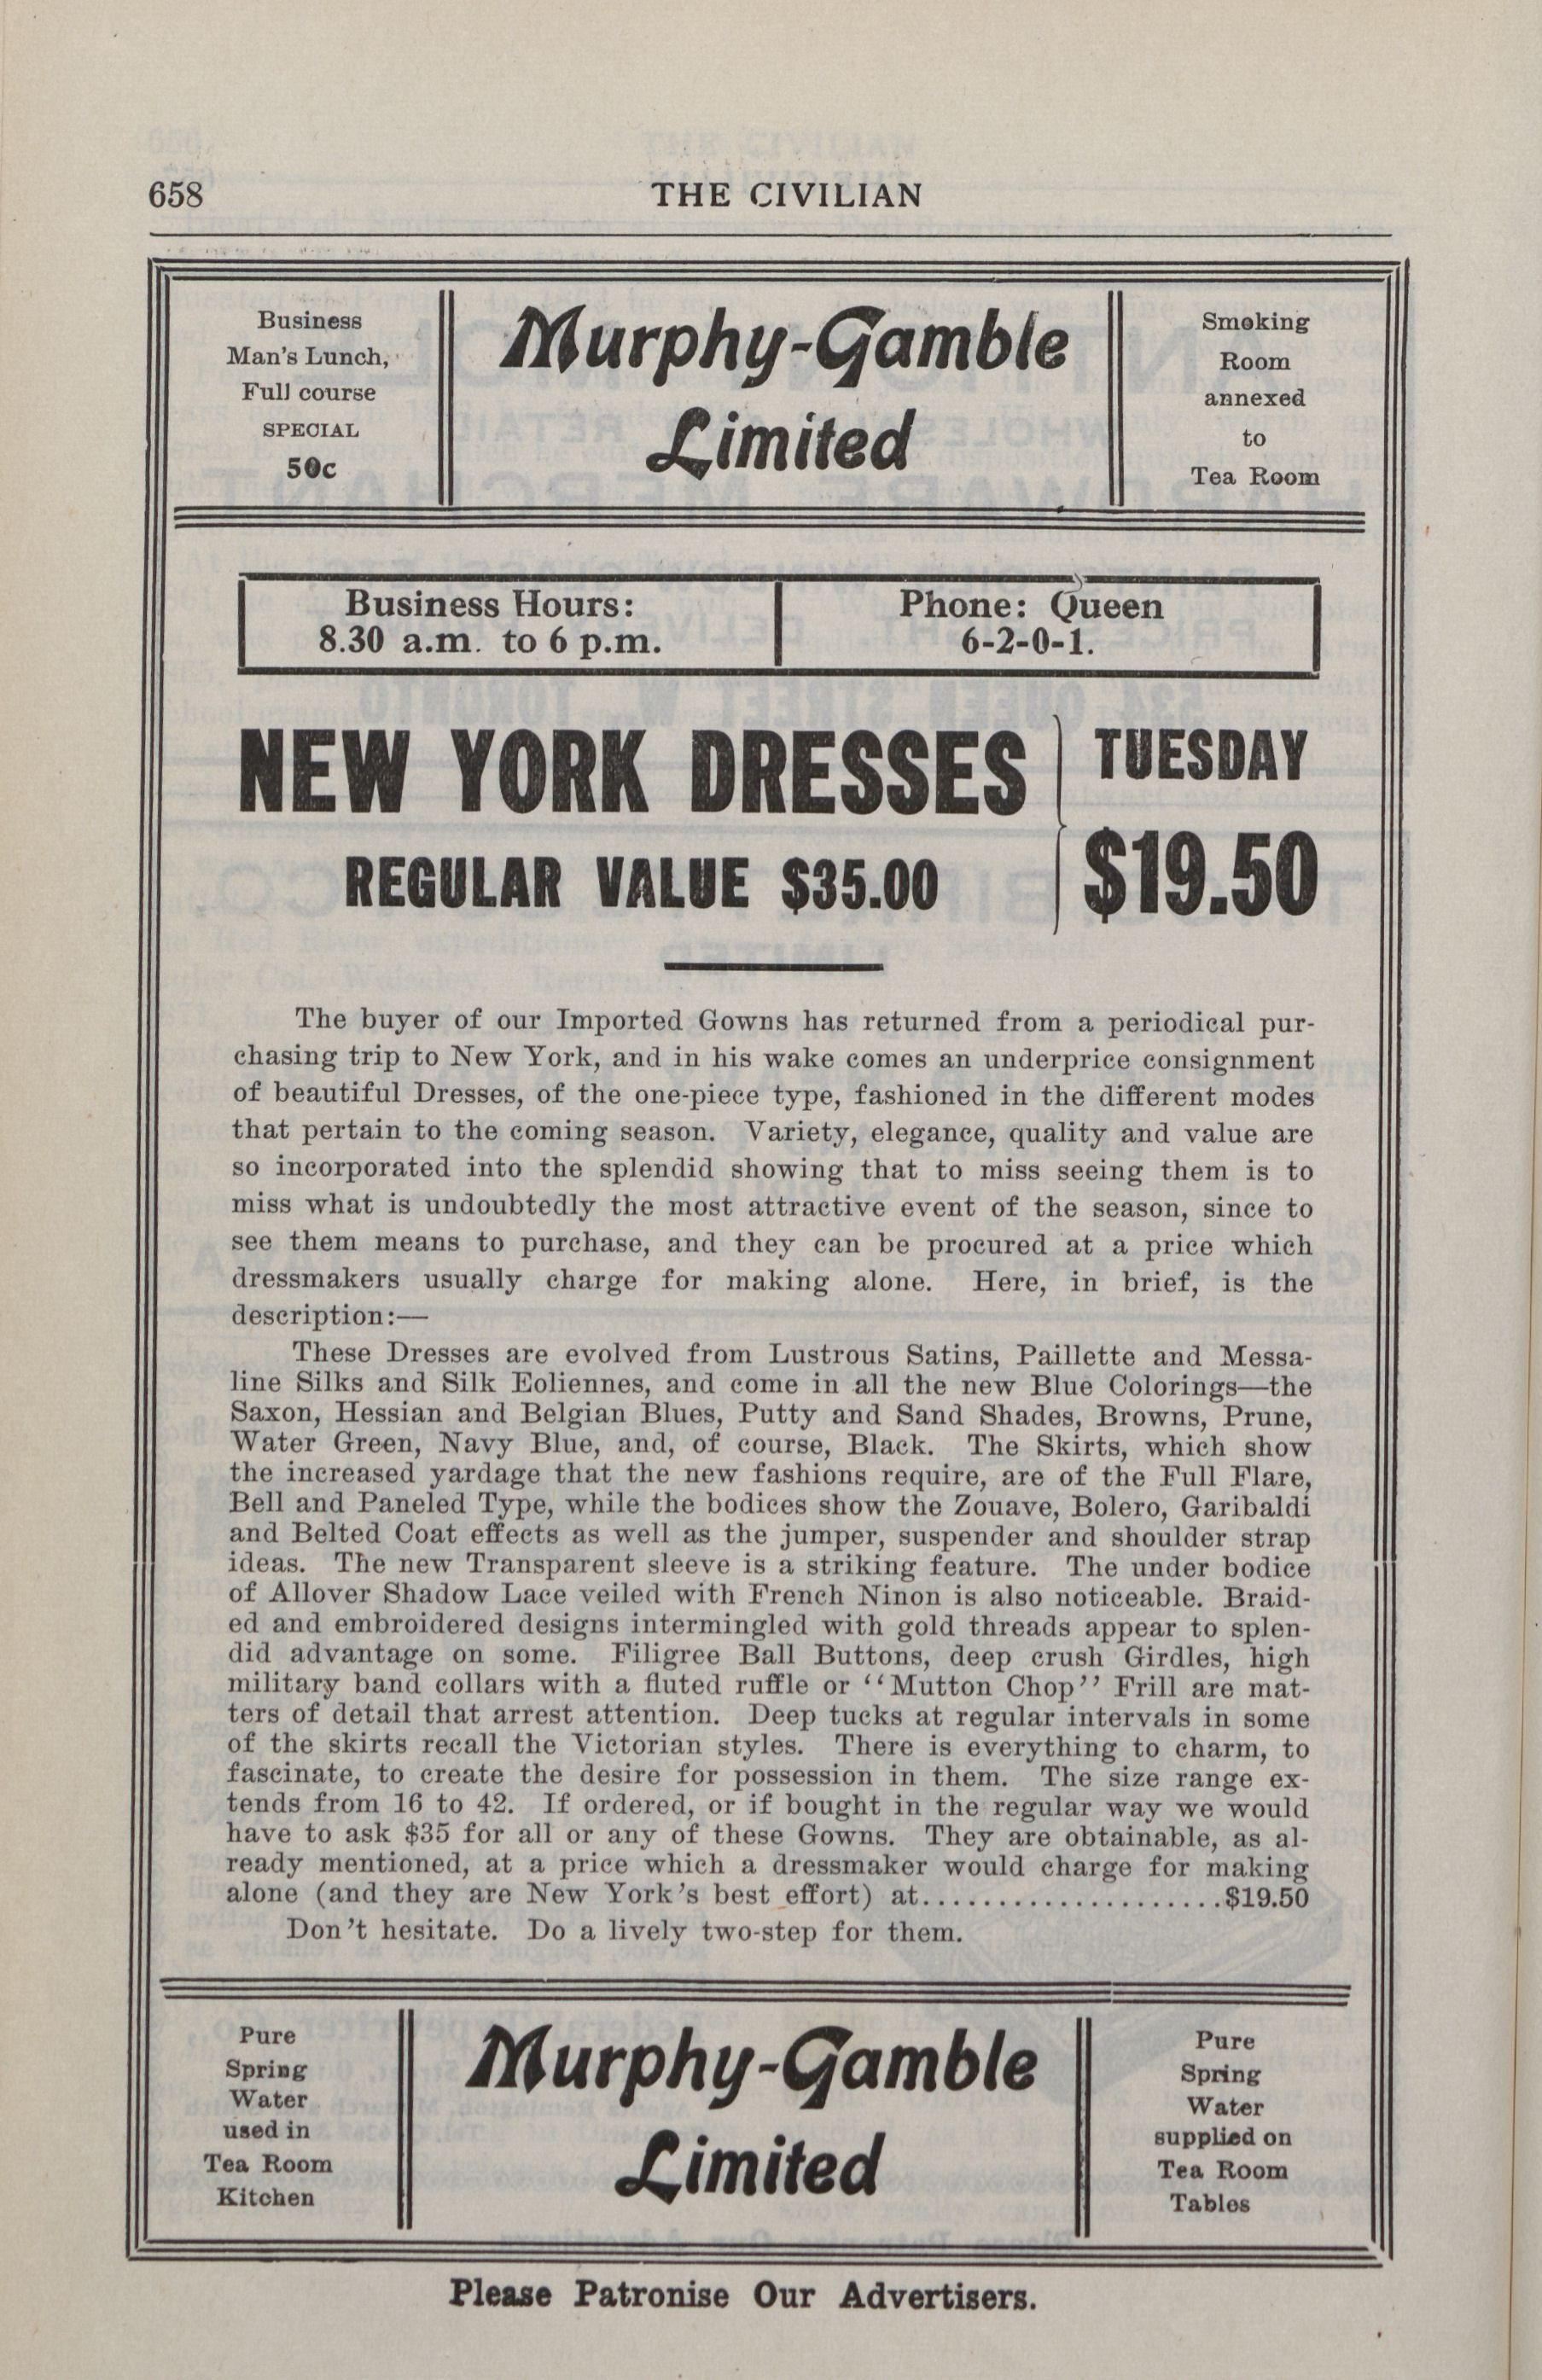 658
THE CIVILIAN
Business
Man's Lunch,
Full course
SPECIAL
50c
Murphy-Gamble
Limited
Smoking
Room
annexed
to
Tea Room
Business Hours:
8.30 a.m. to 6 p.m.
Phone: Queen
6-2-0-1.
NEW YORK DRESSES
REGULAR VALUE $35.00
TUESDAY
$19.50
The buyer of our Imported Gowns has returned from a periodical pur-
chasing trip to New York, and in his wake comes an underprice consignment
of beautiful Dresses, of the one-piece type, fashioned in the different modes
that pertain to the coming season. Variety, elegance, quality and value are
so incorporated into the splendid showing that to miss seeing them is to
miss what is undoubtedly the most attractive event of the season, since to
see them means to purchase, and they can be procured at a price which
dressmakers usually charge for making alone. Here, in brief, is the
description:—
These Dresses are evolved from Lustrous Satins, Paillette and Messa-
line Silks and Silk Eoliennes, and come in all the new Blue Colorings—the
Saxon, Hessian and Belgian Blues, Putty and Sand Shades, Browns, Prune,
Water Green, Navy Blue, and, of course, Black. The Skirts, which show
the increased yardage that the new fashions require, are of the Full Flare,
Bell and Paneled Type, while the bodices show the Zouave, Bolero, Garibaldi
and Belted Coat effects as well as the jumper, suspender and shoulder strap
ideas. The new Transparent sleeve is a striking feature. The under bodice
of Allover Shadow Lace veiled with French Ninon is also noticeable. Braid-
ed and embroidered designs intermingled with gold threads appear to splen-
did advantage on some. Filigree Ball Buttons, deep crush Girdles, high
military band collars with a fluted ruffle or ‘‘Mutton Chop’’ Frill are mat-
ters of detail that arrest attention. Deep tucks at regular intervals in some
of the skirts recall the Victorian styles. There is everything to charm, to
fascinate, to create the desire for possession in them. The size range ex-
tends from 16 to 42. If ordered, or if bought in the regular way we would
have to ask $35 for all or any of these Gowns. They are obtainable, as al-
ready mentioned, at a price which a dressmaker would charge for making
alone (and they are New York's best effort) at.....................$19.50
Don't hesitate. Do a lively two-step for them.
Pure
Spring
Water
used in
Tea Room
Kitchen
Murphy-Gamble
Limited
Pure
Spring
Water
supplied on
Tea Room
Tables
Please Patronise Our Advertisers.